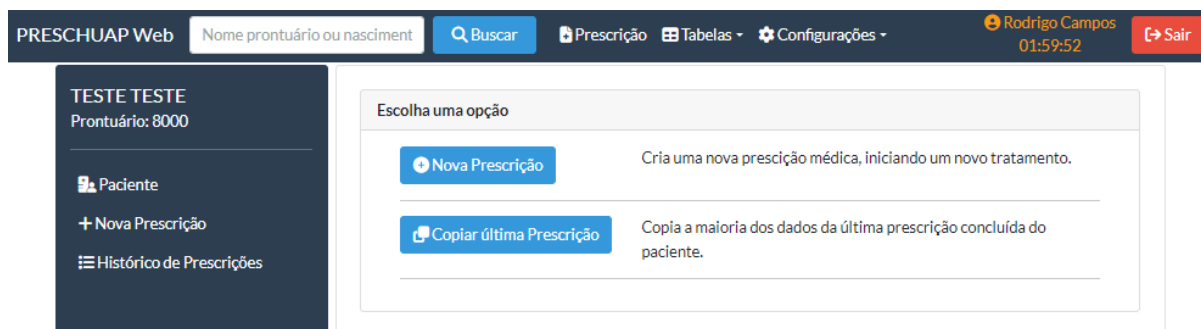 PRESCHUAP Web
Nome prontuário ou nasciment
Buscar
Prescrição
Tabelas
Configurações
Rodrigo Campos
01:59:52
Sair
TESTE TESTE
Prontuário: 8000
Paciente
Nova Prescrição
Histórico de Prescrições
Escolha uma opção
Nova Prescrição
Cria uma nova prescição médica, iniciando um novo tratamento.
Copiar última Prescrição
Copia a maioria dos dados da última prescrição concluída do
paciente.